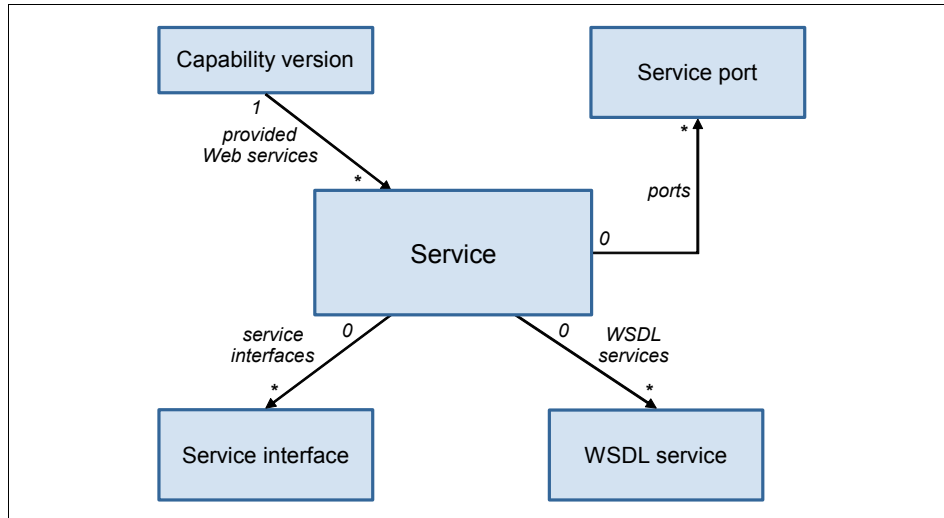 Capability version
Service port
1
provided
Web services
*
*
ports
Service
0
service
interfaces
0
0
WSDL
services
*
*
Service interface
WSDL service